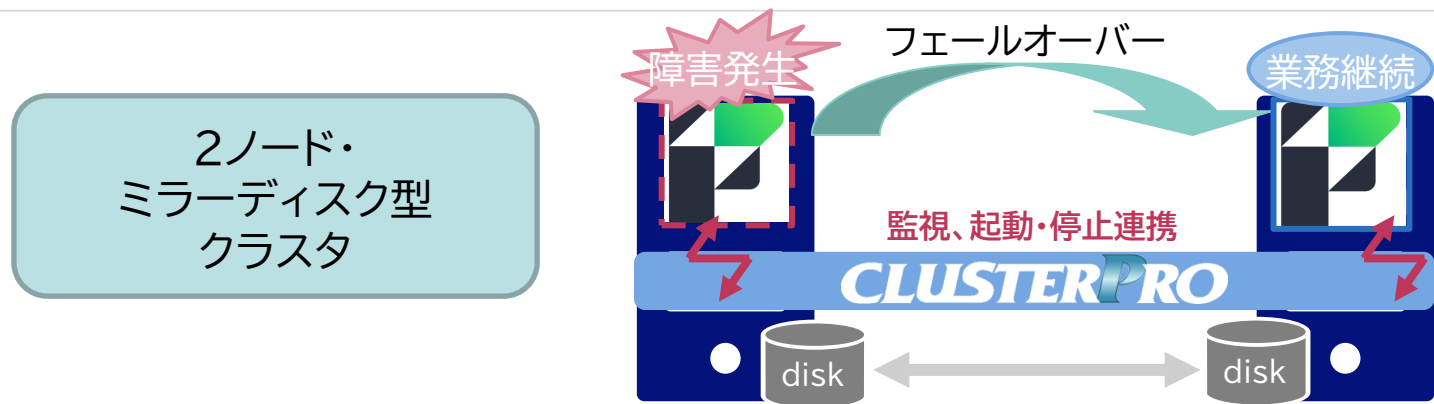 2ノード・
ミラーディスク型
クラスタ
障害発生
フェールオーバー
業務継続
監視、起動・停止連携
CLUSTERPRO
disk
disk